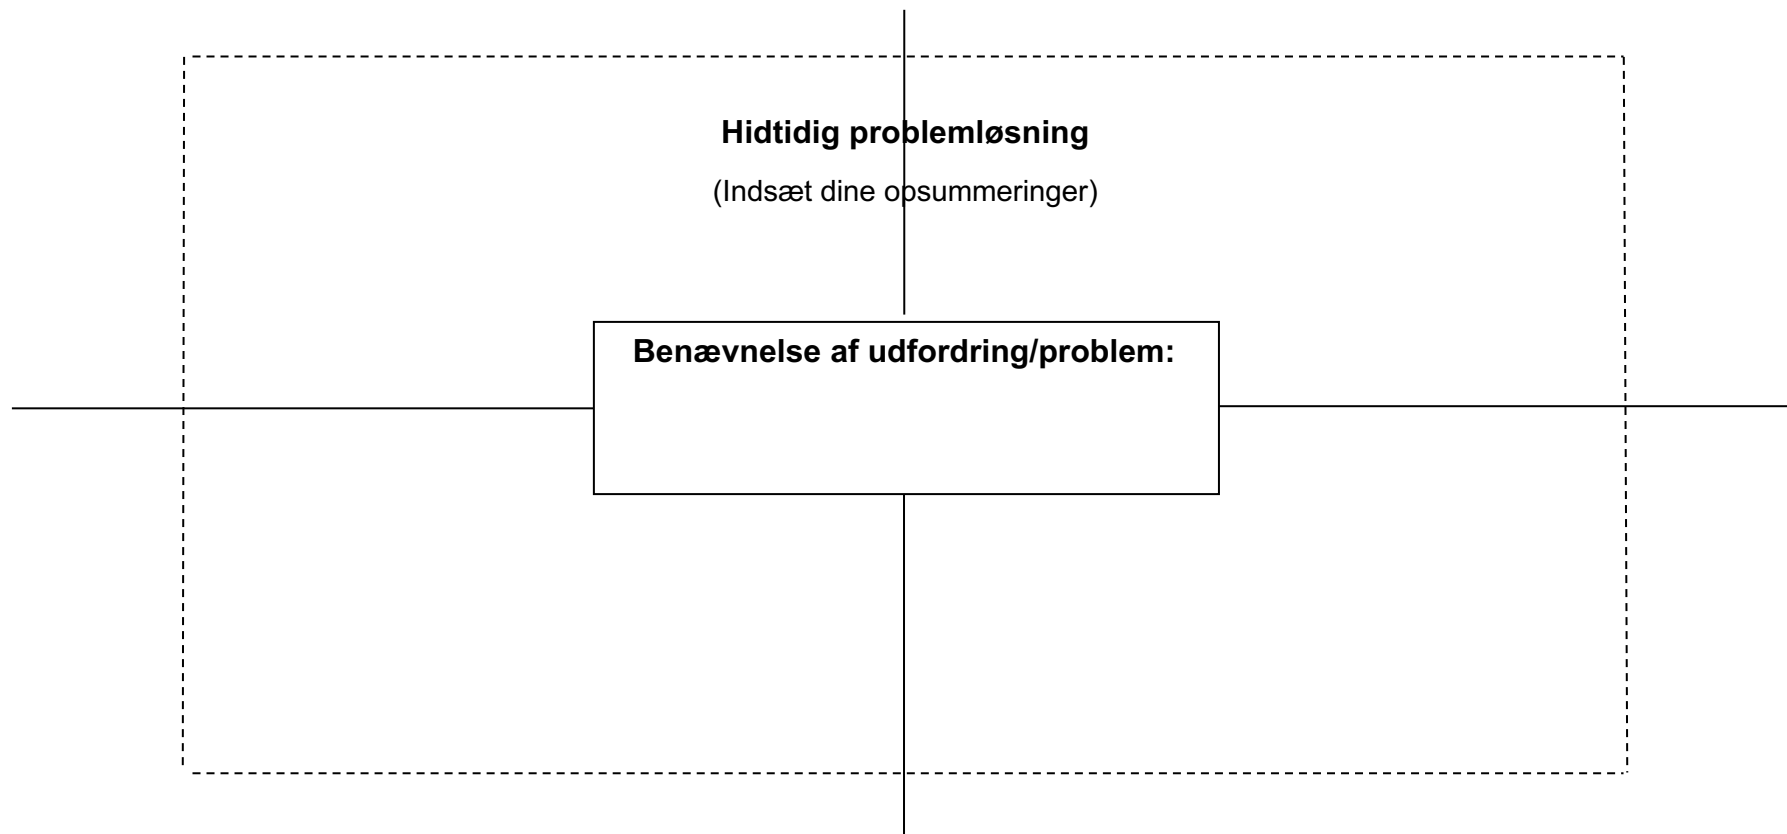 Hidtidig problemløsning
(Indsæt dine opsummeringer)
Benævnelse af udfordring/problem: